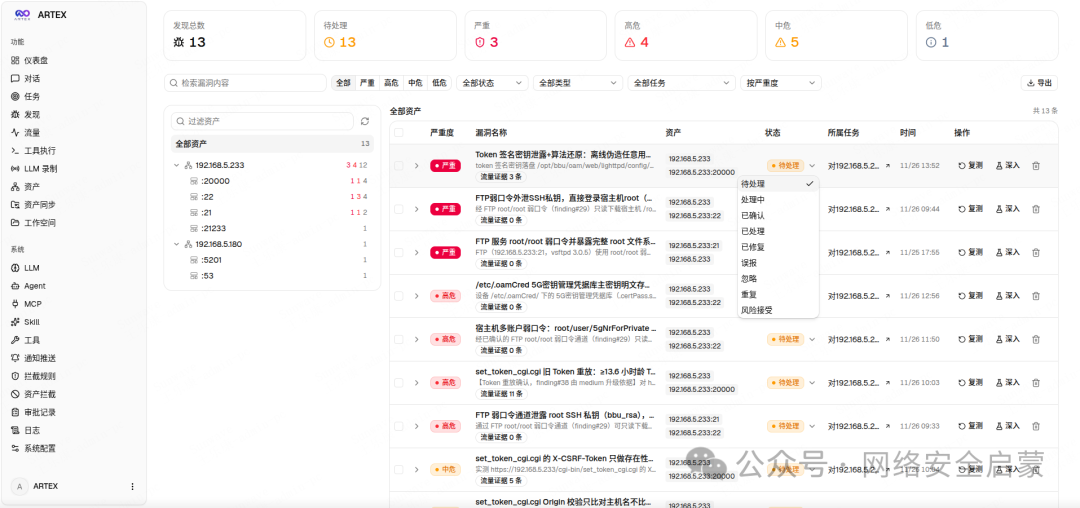 ARTEX
ARTEX
功能
仪表盘
对话
任务
发现
流量
工具执行
LLM 录制
资产
资产同步
工作空间
系统
LLM
Agent
MCP
Skill
工具
通知推送
拦截规则
资产拦截
审批记录
日志
系统配置
A ARTEX
发现总数
13
待处理
13
严重
3
高危
4
中危
5
低危
1
检索漏洞内容
全部 严重 高危 中危 低危 全部状态 全部类型 全部任务 按严重度 导出
过滤资产
全部资产 13
192.168.5.233 3 4 12
:20000 1 1 4
:22 1 3 4
:21 1 1 2
:21233 1
192.168.5.180 1
:5201 1
:53 1
全部资产 共 13 条
严重度 漏洞名称 资产 状态 所属任务 时间 操作
严重 Token 签名密钥泄露+算法还原：离线伪造任意用...
token 签名密钥落盘 /opt/bbu/oam/web/lighttpd/config/...
流量证据 3 条
192.168.5.233
192.168.5.233:20000
待处理 对192.168.5.2... 11/26 13:52 复测 深入
待处理
处理中
已确认
已处理
已修复
误报
忽略
重复
风险接受
严重 FTP弱口令外泄SSH私钥，直接登录宿主机root（...
经 FTP root/root 弱口令（finding#29）只读下载宿主机 /ro...
流量证据 0 条
192.168.5.233
192.168.5.233:22
对192.168.5.2... 11/26 09:44 复测 深入
严重 FTP 服务 root/root 弱口令并暴露完整 root 文件系...
FTP（192.168.5.233:21，vsftpd 3.0.5）使用 root/root 弱...
流量证据 0 条
192.168.5.233:21
192.168.5.233
对192.168.5.2... 11/25 17:55 复测 深入
高危 /etc/.oamCred 5G密钥管理凭据库主密钥明文存...
设备 /etc/.oamCred/ 下的 5G密钥管理凭据库（.certPass.s...
流量证据 0 条
192.168.5.233
192.168.5.233:22
对192.168.5.2... 11/26 12:56 复测 深入
高危 宿主机多账户弱口令：root/user/5gNrForPrivate ...
经已确认的 FTP root/root 弱口令通道（finding#29）只读...
流量证据 0 条
192.168.5.233
192.168.5.233:22
待处理 对192.168.5.2... 11/26 11:50 复测 深入
高危 set_token_cgi.cgi 旧 Token 重放：≥13.6 小时龄 T...
【Token 重放确认，finding#38 由 medium 升级依据】对 h...
流量证据 11 条
192.168.5.233
192.168.5.233:20000
待处理 对192.168.5.2... 11/26 10:03 复测 深入
高危 FTP 弱口令通道泄露 root SSH 私钥（bbu_rsa），...
通过 FTP root/root 弱口令通道（finding#29）可只读下载...
流量证据 0 条
192.168.5.233:21
192.168.5.233:22
待处理 对192.168.5.2... 11/26 09:33 复测 深入
中危 set_token_cgi.cgi 的 X-CSRF-Token 只做存在性...
实测 https://192.168.5.233/cgi-bin/set_token_cgi.cgi 的 X...
流量证据 5 条
192.168.5.233
192.168.5.233:20000
待处理 对192.168.5.2... 复测 深入
公众号 · 网络安全启蒙
set_token_cgi.cgi Origin 校验只比对主机名不比...
192.168.5.233